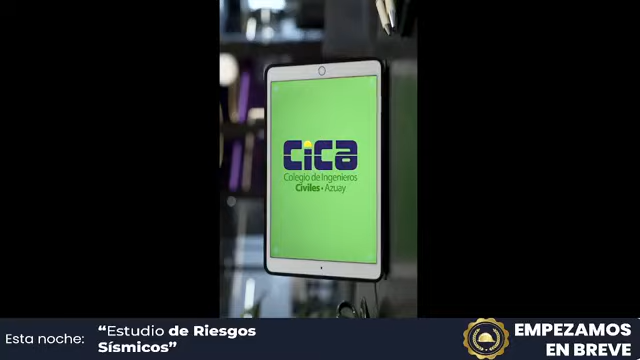 cica
Colegio de Ingenieros
Civiles • Azuay
Esta noche:
“Estudio de Riesgos
Sísmicos”
EMPEZAMOS
EN BREVE